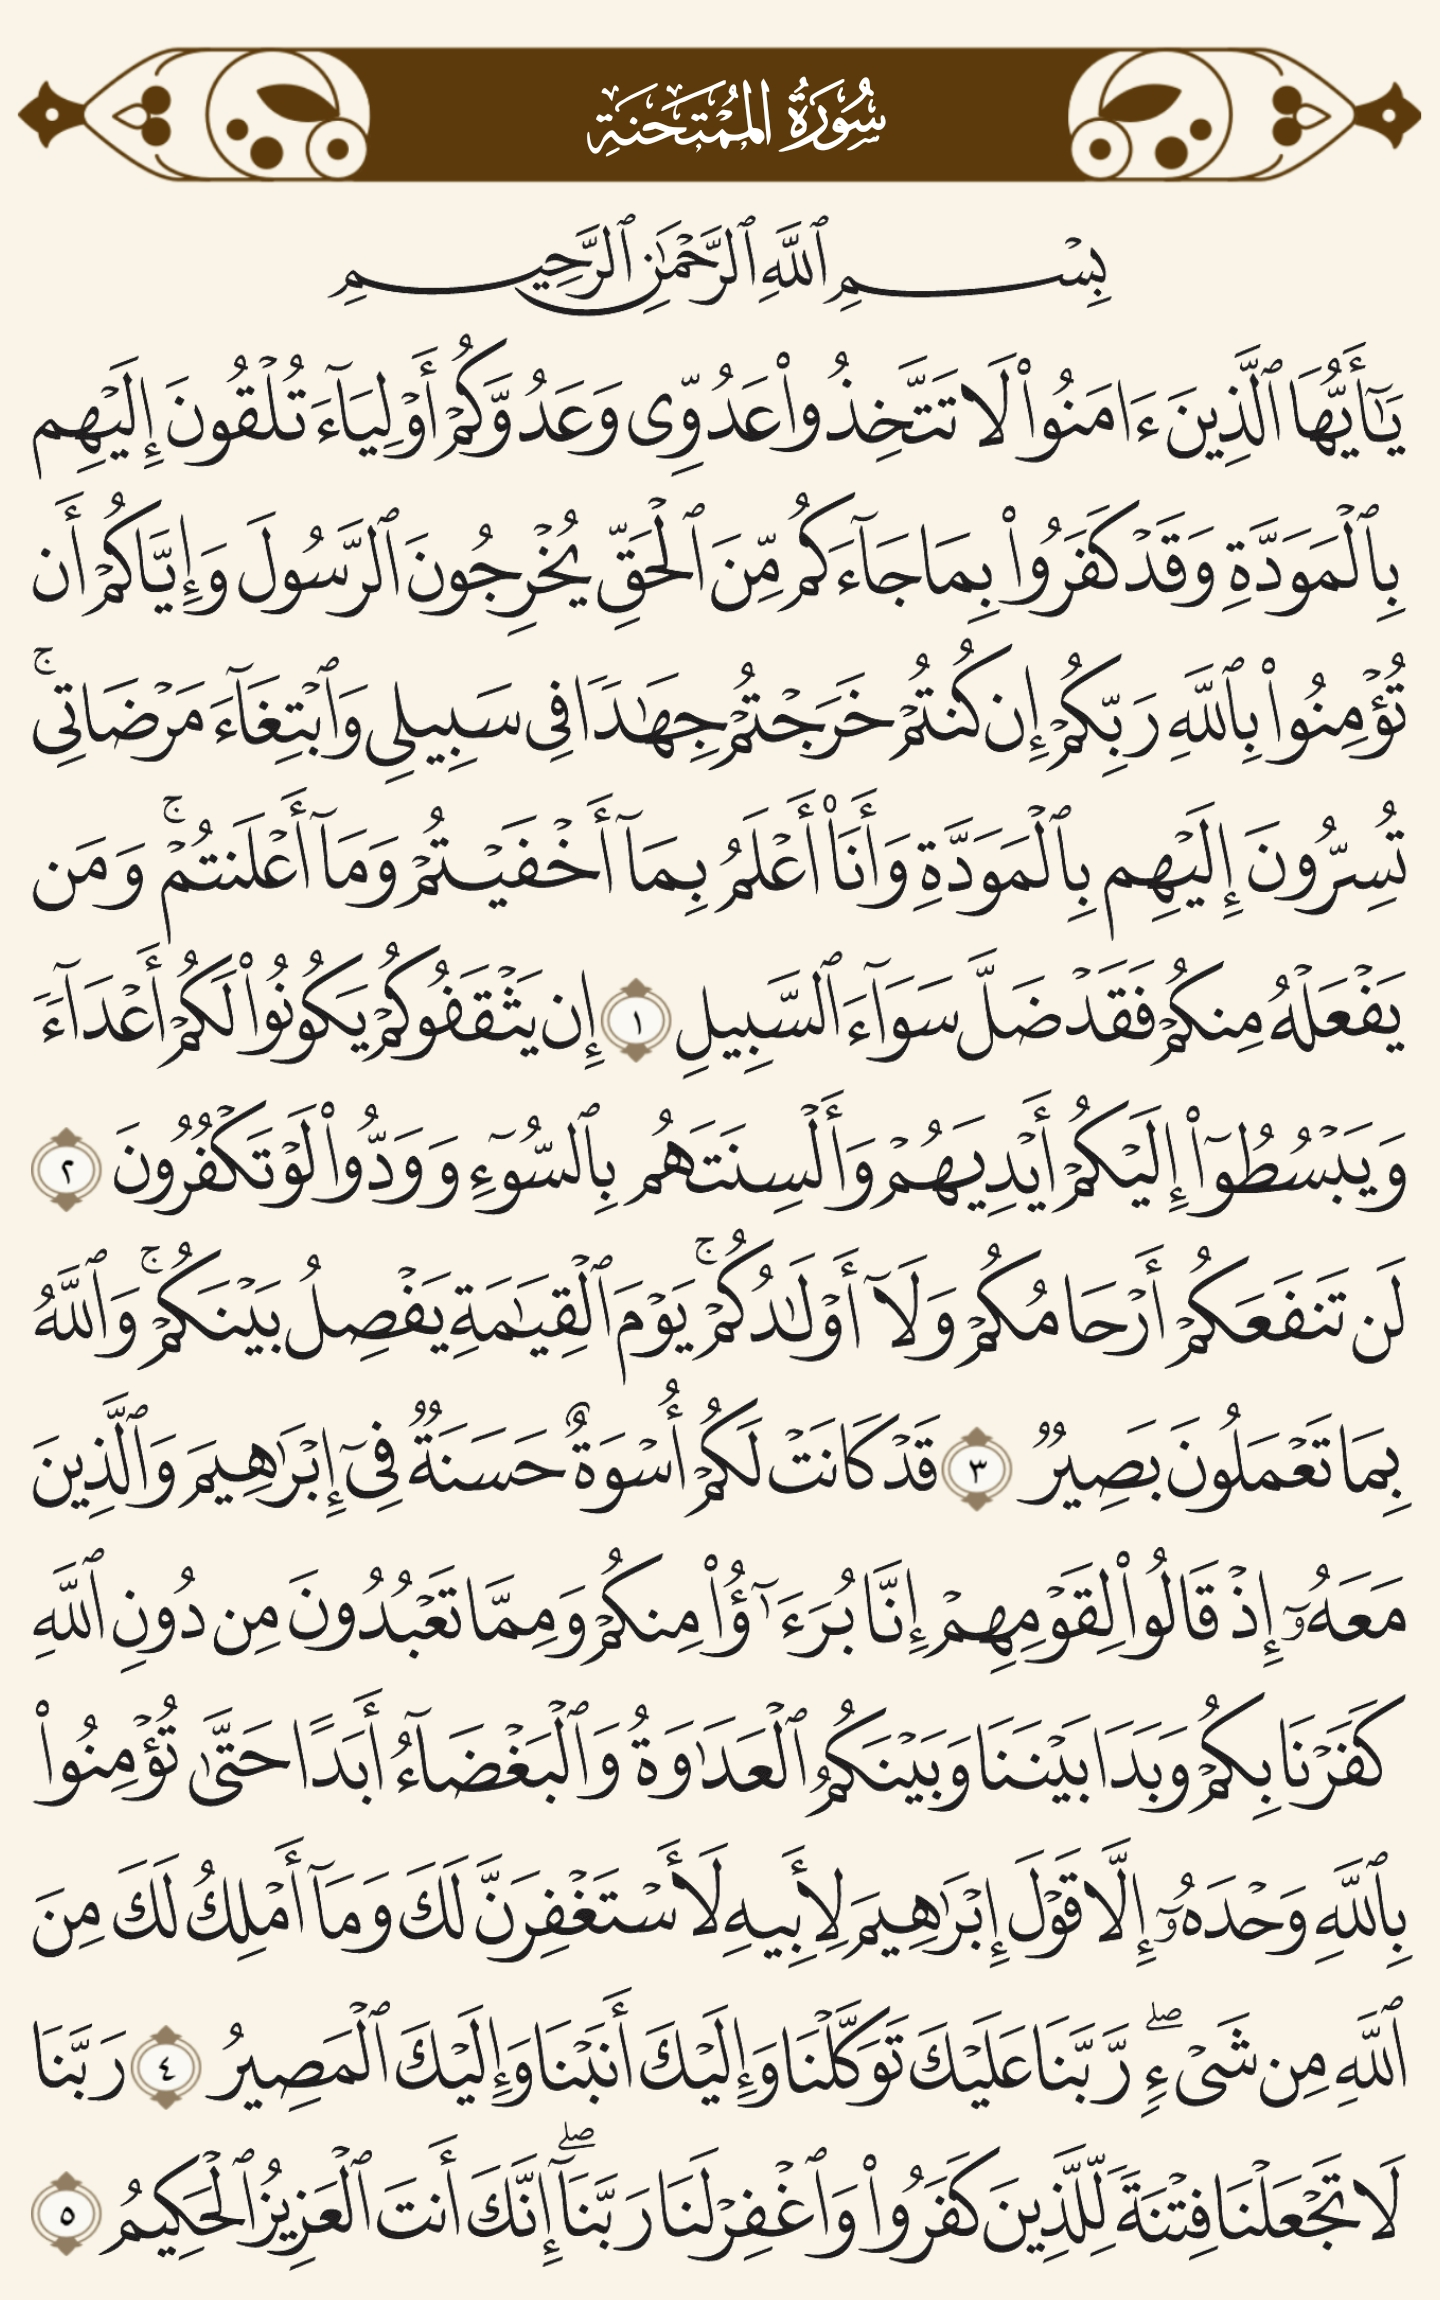 سُورَةُ الْمُمْتَحَنَةِ
بِسْمِ ٱللَّهِ ٱلرَّحْمَٰنِ ٱلرَّحِيمِ
يَٰٓأَيُّهَا ٱلَّذِينَ ءَامَنُوا۟ لَا تَتَّخِذُوا۟ عَدُوِّى وَعَدُوَّكُمْ أَوْلِيَآءَ تُلْقُونَ إِلَيْهِم
بِٱلْمَوَدَّةِ وَقَدْ كَفَرُوا۟ بِمَا جَآءَكُم مِّنَ ٱلْحَقِّ يُخْرِجُونَ ٱلرَّسُولَ وَإِيَّاكُمْ أَن
تُؤْمِنُوا۟ بِٱللَّهِ رَبِّكُمْ إِن كُنتُمْ خَرَجْتُمْ جِهَٰدًا فِى سَبِيلِى وَٱبْتِغَآءَ مَرْضَاتِى ۚ
تُسِرُّونَ إِلَيْهِم بِٱلْمَوَدَّةِ وَأَنَا۠ أَعْلَمُ بِمَآ أَخْفَيْتُمْ وَمَآ أَعْلَنتُمْ ۚ وَمَن
يَفْعَلْهُ مِنكُمْ فَقَدْ ضَلَّ سَوَآءَ ٱلسَّبِيلِ ١ إِن يَثْقَفُوكُمْ يَكُونُوا۟ لَكُمْ أَعْدَآءً
وَيَبْسُطُوٓا۟ إِلَيْكُمْ أَيْدِيَهُمْ وَأَلْسِنَتَهُم بِٱلسُّوٓءِ وَوَدُّوا۟ لَوْ تَكْفُرُونَ ٢
لَن تَنفَعَكُمْ أَرْحَامُكُمْ وَلَآ أَوْلَٰدُكُمْ ۚ يَوْمَ ٱلْقِيَٰمَةِ يَفْصِلُ بَيْنَكُمْ ۚ وَٱللَّهُ
بِمَا تَعْمَلُونَ بَصِيرٌ ٣ قَدْ كَانَتْ لَكُمْ أُسْوَةٌ حَسَنَةٌ فِىٓ إِبْرَٰهِيمَ وَٱلَّذِينَ
مَعَهُۥٓ إِذْ قَالُوا۟ لِقَوْمِهِمْ إِنَّا بُرَءَٰٓؤُا۟ مِنكُمْ وَمِمَّا تَعْبُدُونَ مِن دُونِ ٱللَّهِ
كَفَرْنَا بِكُمْ وَبَدَا بَيْنَنَا وَبَيْنَكُمُ ٱلْعَدَٰوَةُ وَٱلْبَغْضَآءُ أَبَدًا حَتَّىٰ تُؤْمِنُوا۟
بِٱللَّهِ وَحْدَهُۥٓ إِلَّا قَوْلَ إِبْرَٰهِيمَ لِأَبِيهِ لَأَسْتَغْفِرَنَّ لَكَ وَمَآ أَمْلِكُ لَكَ مِنَ
ٱللَّهِ مِن شَىْءٍ ۖ رَّبَّنَا عَلَيْكَ تَوَكَّلْنَا وَإِلَيْكَ أَنَبْنَا وَإِلَيْكَ ٱلْمَصِيرُ ٤ رَبَّنَا
لَا تَجْعَلْنَا فِتْنَةً لِّلَّذِينَ كَفَرُوا۟ وَٱغْفِرْ لَنَا رَبَّنَآ ۖ إِنَّكَ أَنتَ ٱلْعَزِيزُ ٱلْحَكِيمُ ٥